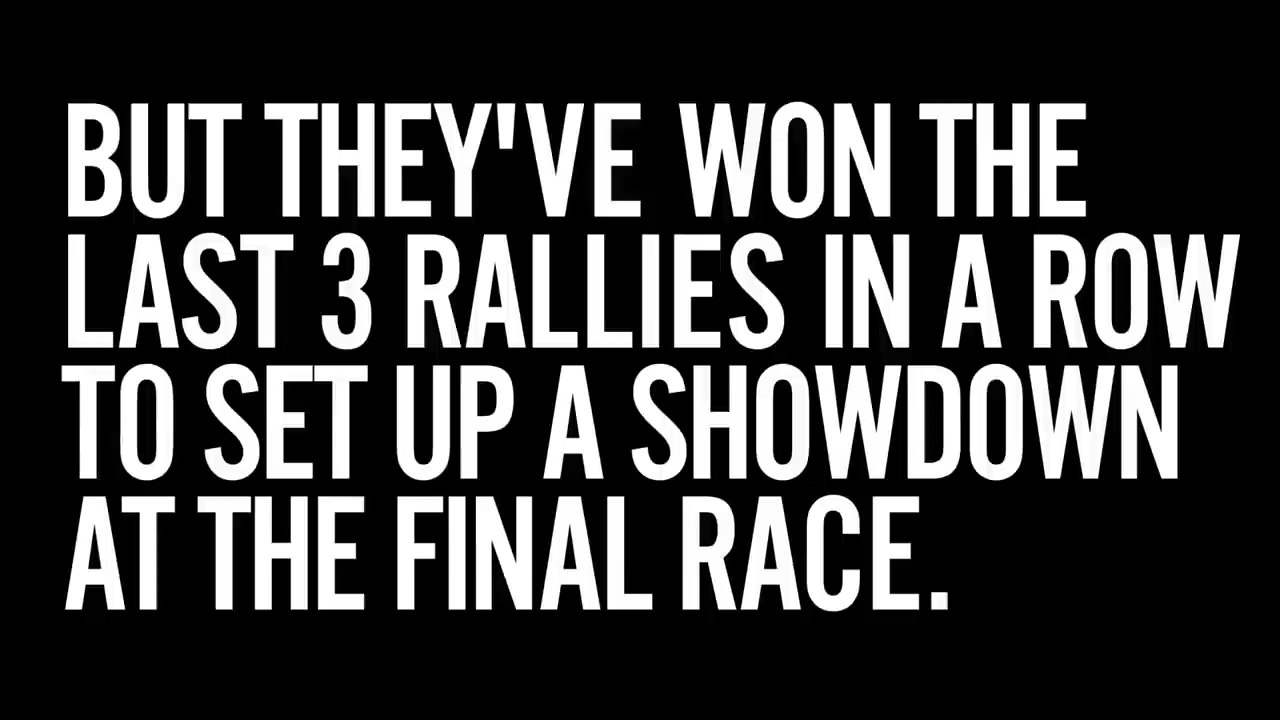 BUT THEY'VE WON THE
LAST 3 RALLIES IN A ROW
TO SET UP A SHOWDOWN
AT THE FINAL RACE.